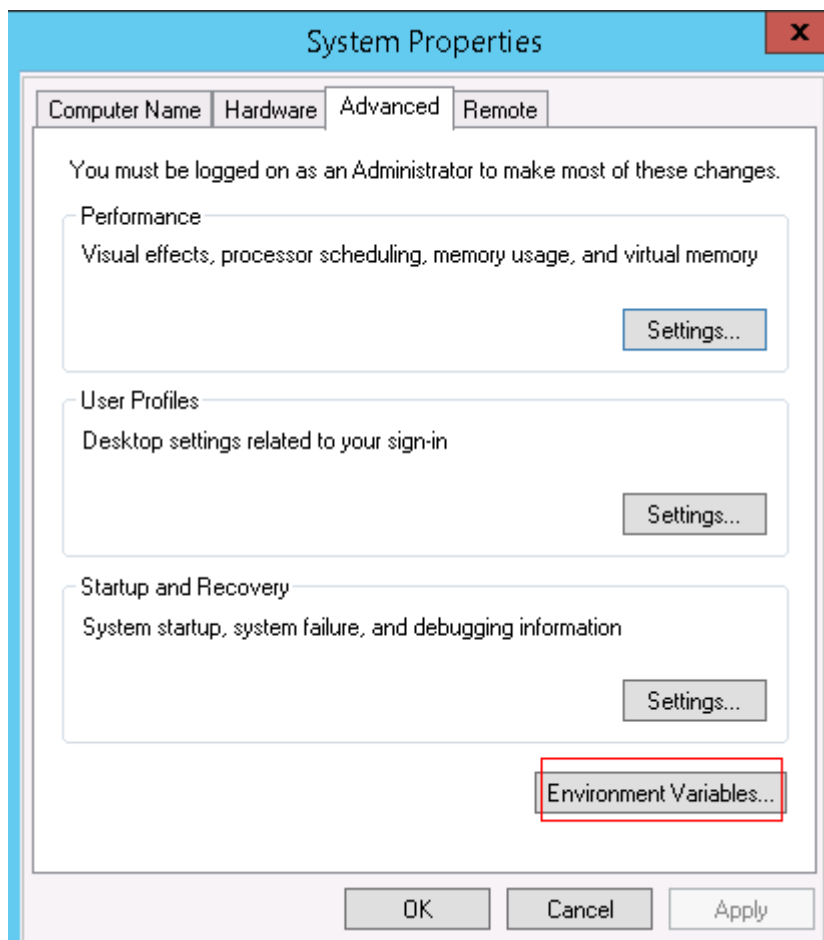 System Properties
x
Computer Name Hardware Advanced Remote
You must be logged on as an Administrator to make most of these changes.
Performance
Visual effects, processor scheduling, memory usage, and virtual memory
Settings...
User Profiles
Desktop settings related to your sign-in
Settings...
Startup and Recovery
System startup, system failure, and debugging information
Settings...
Environment Variables...
OK Cancel Apply